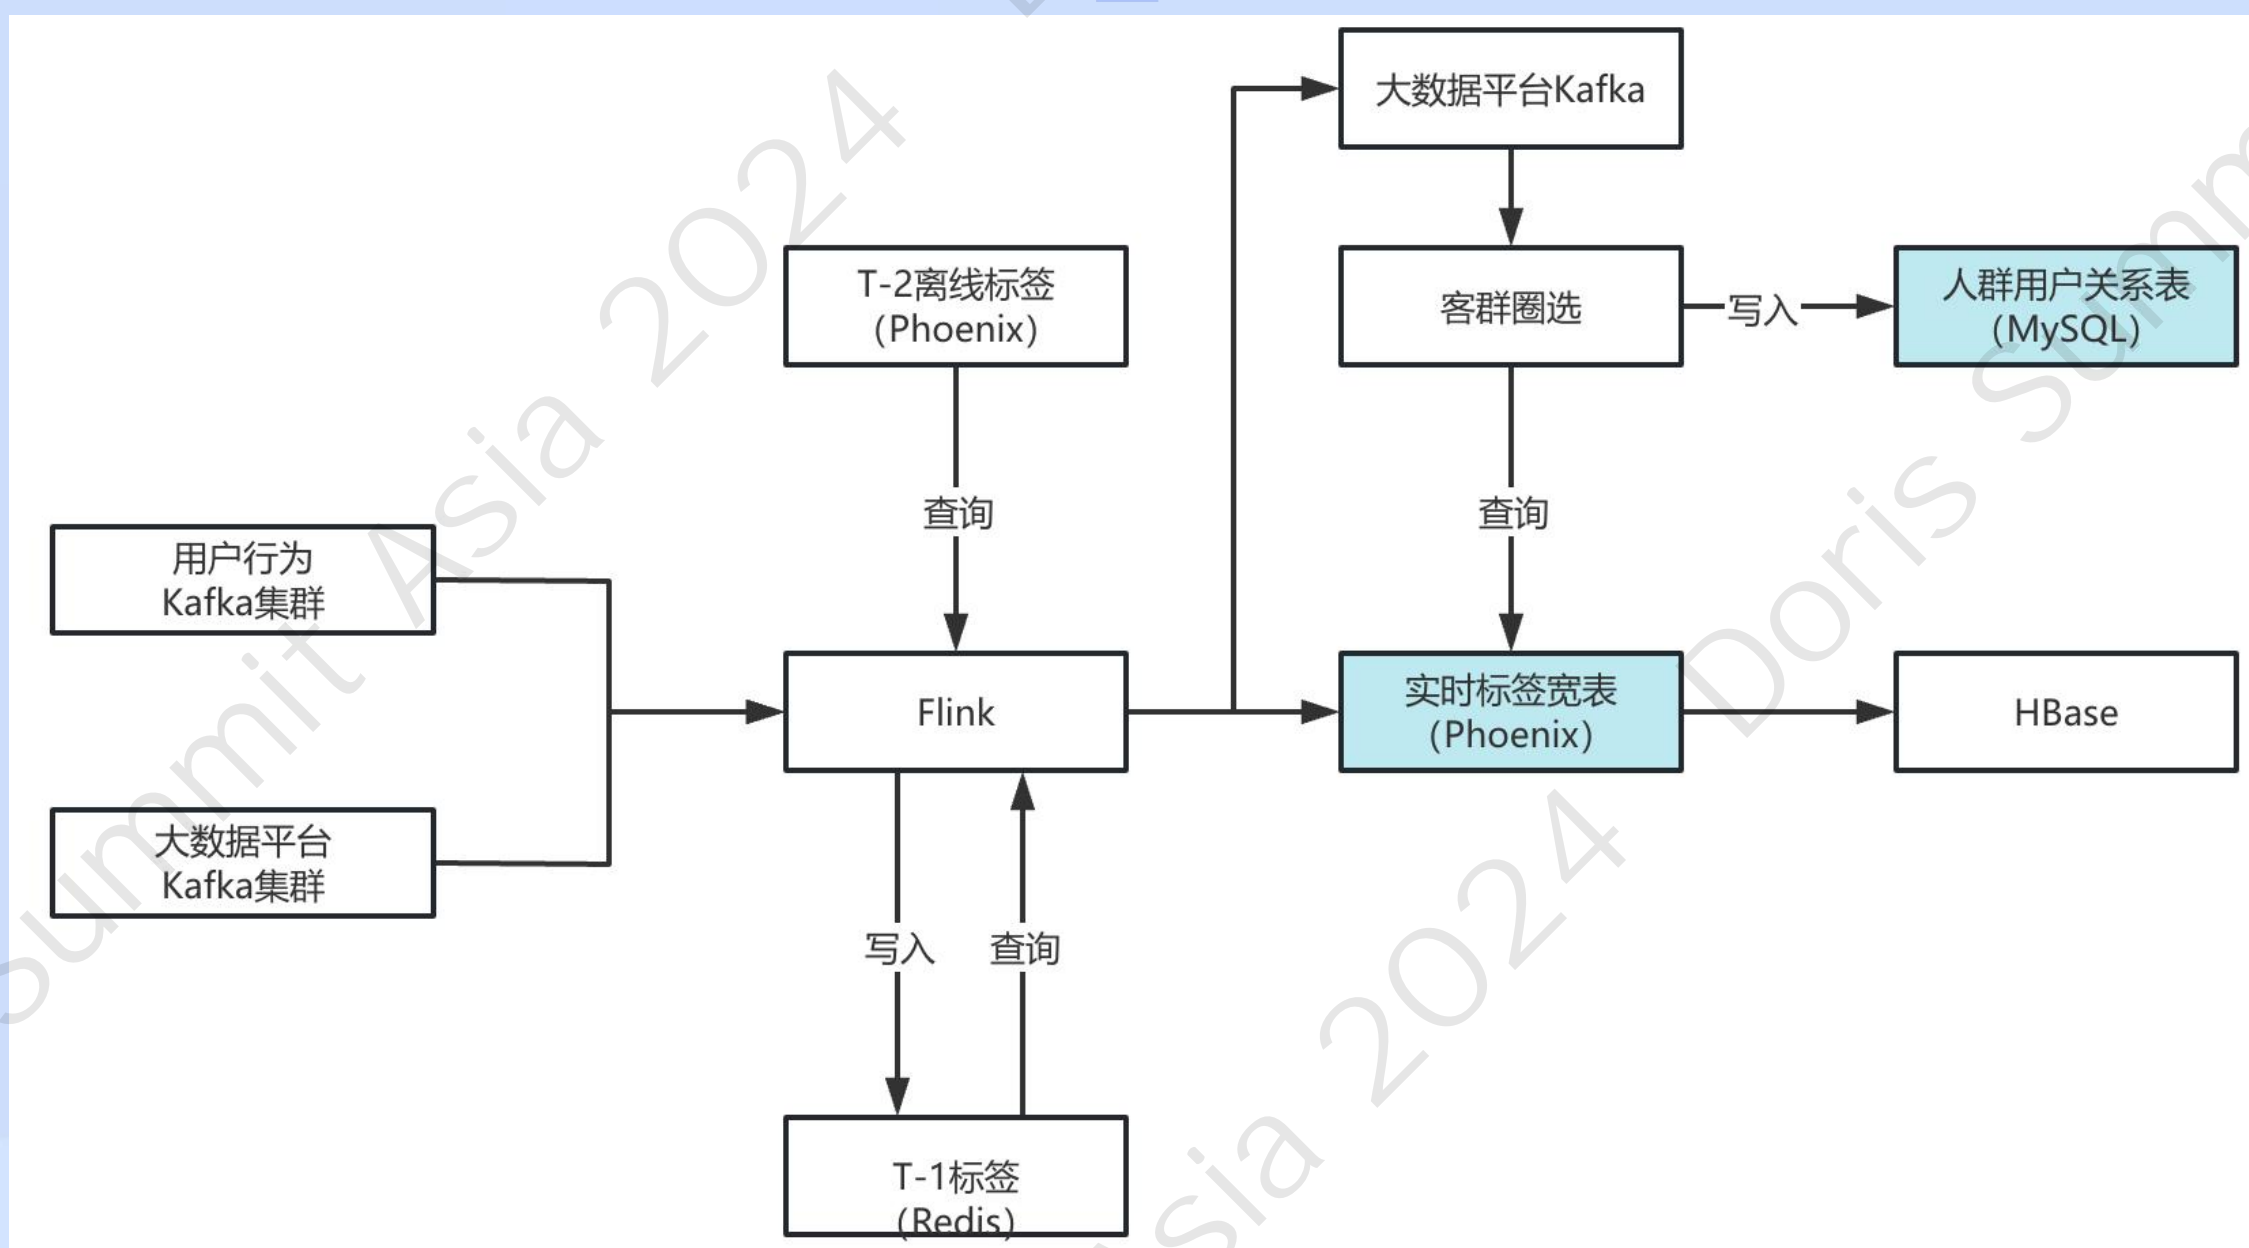 大数据平台Kafka
T-2离线标签
（Phoenix）
客群圈选
写入
人群用户关系表
（MySQL）
查询
查询
用户行为
Kafka集群
Flink
实时标签宽表
（Phoenix）
HBase
大数据平台
Kafka集群
写入
查询
T-1标签
（Redis）
Summit Asia 2024
Doris Summ
sia 2024